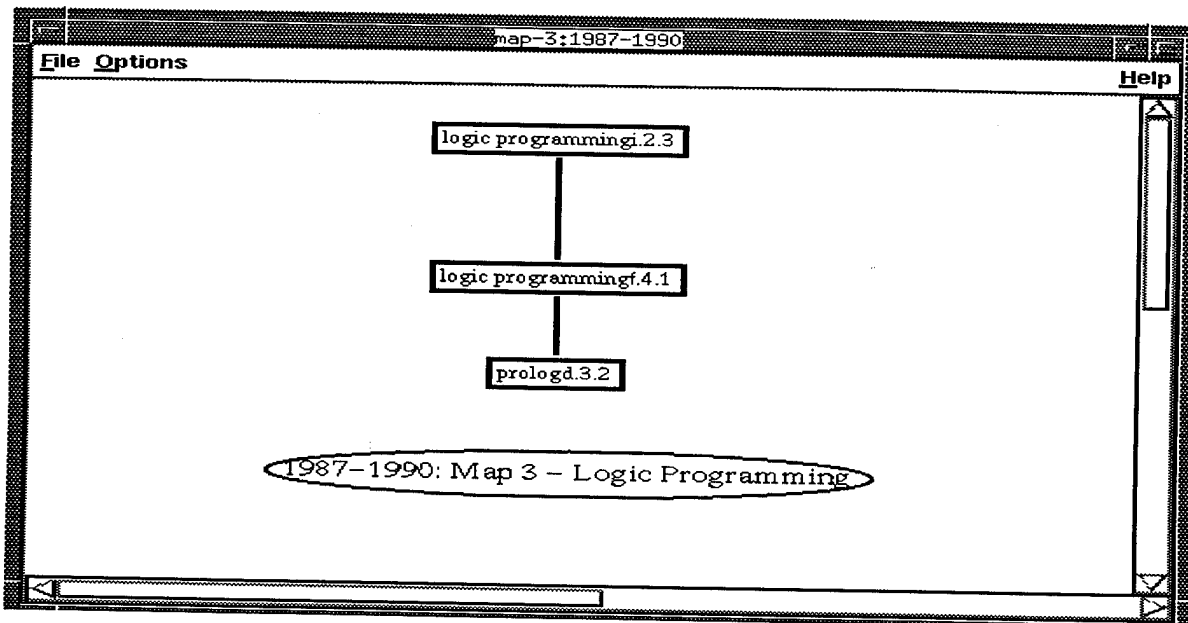 map-3:1987-1990
File Options
Help
logic programmingi.2.3
logic programmingf.4.1
prologd.3.2
1987-1990: Map 3 - Logic Programming